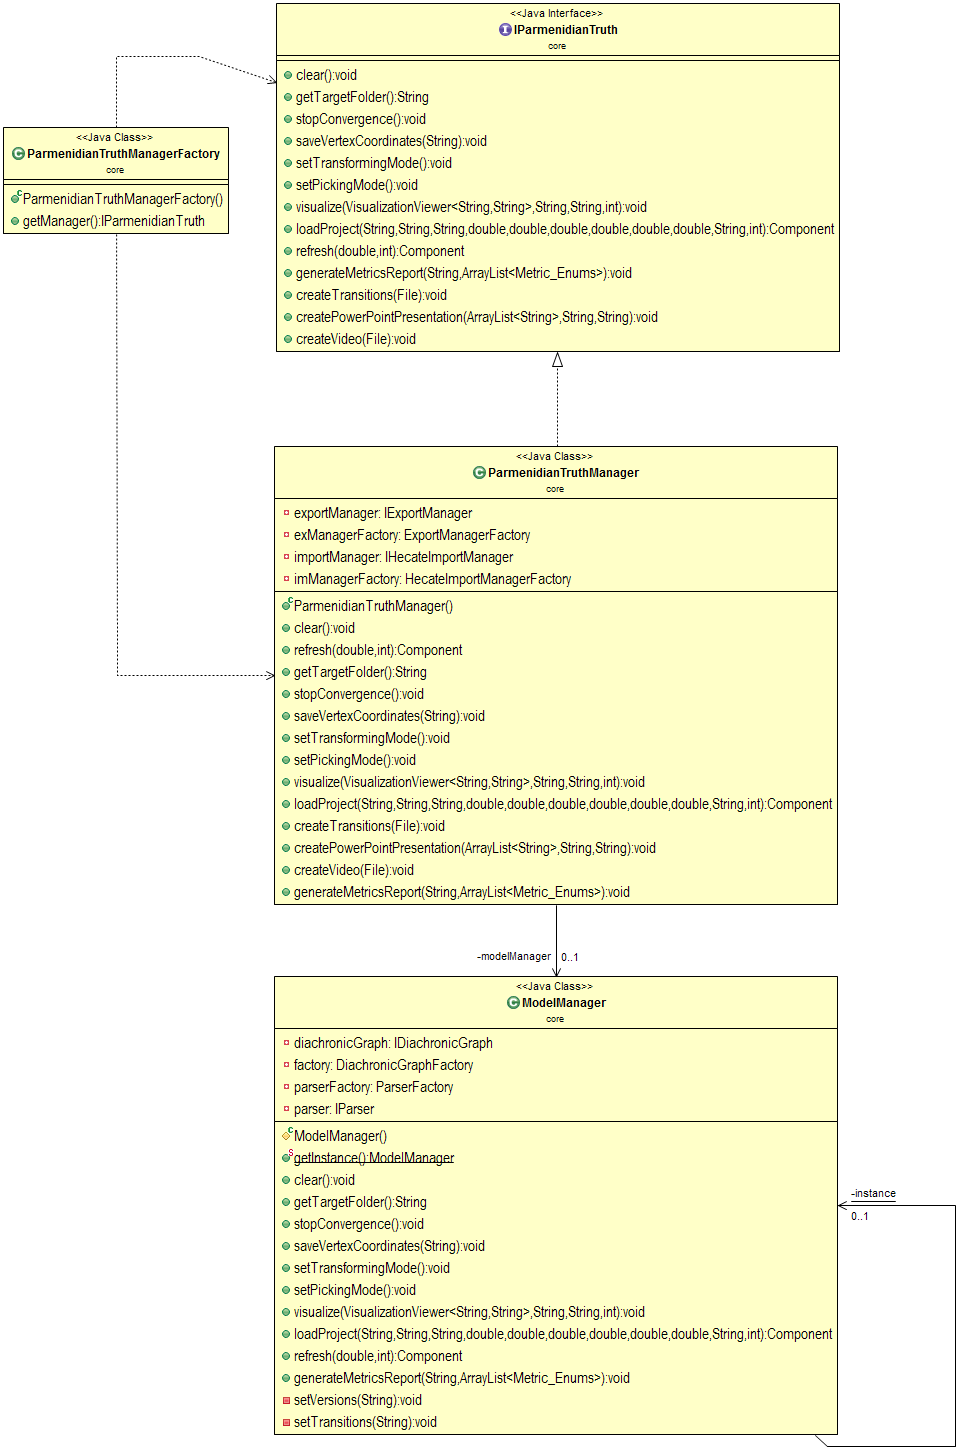 <<Java Interface>>
IParmenidianTruth
core
clear():void
getTargetFolder():String
stopConvergence():void
saveVertexCoordinates(String):void
setTransformingMode():void
setPickingMode():void
visualize(VisualizationViewer<String,String>,String,String,int):void
loadProject(String,String,String,double,double,double,double,double,double,String,int):Component
refresh(double,int):Component
generateMetricsReport(String,ArrayList<Metric_Enums>):void
createTransitions(File):void
createPowerPointPresentation(ArrayList<String>,String,String):void
createVideo(File):void
<<Java Class>>
ParmenidianTruthManagerFactory
core
ParmenidianTruthManagerFactory()
getManager():IParmenidianTruth
<<Java Class>>
ParmenidianTruthManager
core
exportManager: IExportManager
exManagerFactory: ExportManagerFactory
importManager: IHecateImportManager
imManagerFactory: HecateImportManagerFactory
ParmenidianTruthManager()
clear():void
refresh(double,int):Component
getTargetFolder():String
stopConvergence():void
saveVertexCoordinates(String):void
setTransformingMode():void
setPickingMode():void
visualize(VisualizationViewer<String,String>,String,String,int):void
loadProject(String,String,String,double,double,double,double,double,double,String,int):Component
createTransitions(File):void
createPowerPointPresentation(ArrayList<String>,String,String):void
createVideo(File):void
generateMetricsReport(String,ArrayList<Metric_Enums>):void
-modelManager 0..1
<<Java Class>>
ModelManager
core
diachronicGraph: IDiachronicGraph
factory: DiachronicGraphFactory
parserFactory: ParserFactory
parser: IParser
ModelManager()
getInstance():ModelManager
clear():void
getTargetFolder():String
stopConvergence():void
saveVertexCoordinates(String):void
setTransformingMode():void
setPickingMode():void
visualize(VisualizationViewer<String,String>,String,String,int):void
loadProject(String,String,String,double,double,double,double,double,double,String,int):Component
refresh(double,int):Component
generateMetricsReport(String,ArrayList<Metric_Enums>):void
setVersions(String):void
setTransitions(String):void
-instance
0..1